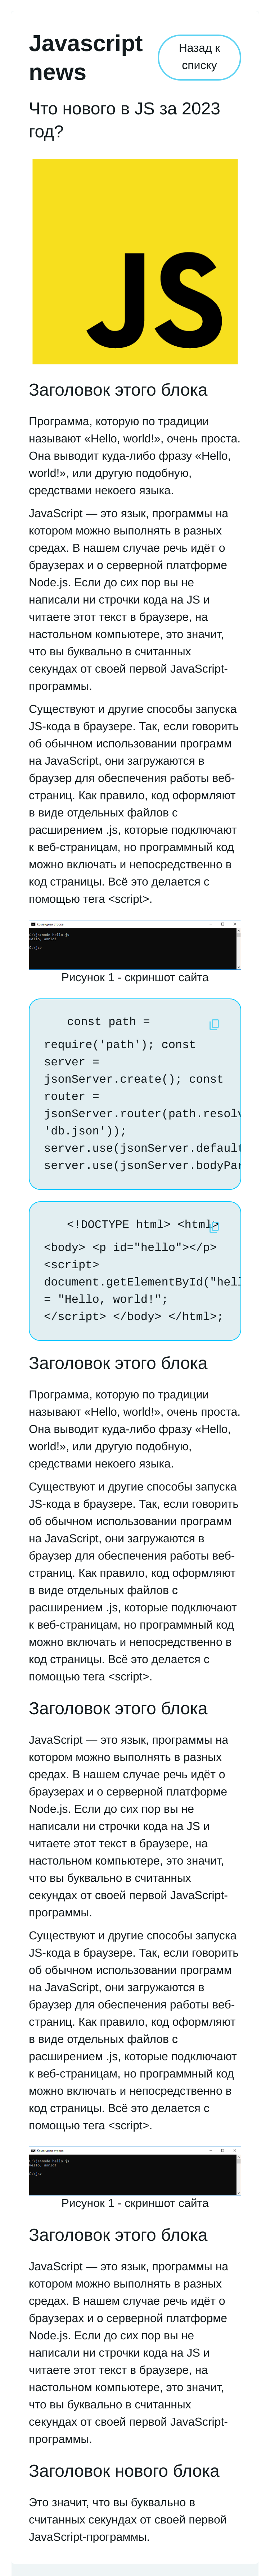 Javascript
news
Назад к
списку
Что нового в JS за 2023
год?
JS
Заголовок этого блока
Программа, которую по традиции
называют «Hello, world!», очень проста.
Она выводит куда-либо фразу «Hello,
world!», или другую подобную,
средствами некоего языка.
JavaScript — это язык, программы на
котором можно выполнять в разных
средах. В нашем случае речь идёт о
браузерах и о серверной платформе
Node.js. Если до сих пор вы не
написали ни строчки кода на JS и
читаете этот текст в браузере, на
настольном компьютере, это значит,
что вы буквально в считанных
секундах от своей первой JavaScript-
программы.
Существуют и другие способы запуска
JS-кода в браузере. Так, если говорить
об обычном использовании программ
на JavaScript, они загружаются в
браузер для обеспечения работы веб-
страниц. Как правило, код оформляют
в виде отдельных файлов с
расширением .js, которые подключают
к веб-страницам, но программный код
можно включать и непосредственно в
код страницы. Всё это делается с
помощью тега <script>.
Командная строка
C:\js>node hello.js
Hello, World!
C:\js>
Рисунок 1 - скриншот сайта
const path =
require('path'); const
server =
jsonServer.create(); const
router =
jsonServer.router(path.resolv
'db.json'));
server.use(jsonServer.default
server.use(jsonServer.bodyPar
<!DOCTYPE html> <html>
<body> <p id="hello"></p>
<script>
document.getElementById("hell
= "Hello, world!";
</script> </body> </html>;
Заголовок этого блока
Программа, которую по традиции
называют «Hello, world!», очень проста.
Она выводит куда-либо фразу «Hello,
world!», или другую подобную,
средствами некоего языка.
Существуют и другие способы запуска
JS-кода в браузере. Так, если говорить
об обычном использовании программ
на JavaScript, они загружаются в
браузер для обеспечения работы веб-
страниц. Как правило, код оформляют
в виде отдельных файлов с
расширением .js, которые подключают
к веб-страницам, но программный код
можно включать и непосредственно в
код страницы. Всё это делается с
помощью тега <script>.
Заголовок этого блока
JavaScript — это язык, программы на
котором можно выполнять в разных
средах. В нашем случае речь идёт о
браузерах и о серверной платформе
Node.js. Если до сих пор вы не
написали ни строчки кода на JS и
читаете этот текст в браузере, на
настольном компьютере, это значит,
что вы буквально в считанных
секундах от своей первой JavaScript-
программы.
Существуют и другие способы запуска
JS-кода в браузере. Так, если говорить
об обычном использовании программ
на JavaScript, они загружаются в
браузер для обеспечения работы веб-
страниц. Как правило, код оформляют
в виде отдельных файлов с
расширением .js, которые подключают
к веб-страницам, но программный код
можно включать и непосредственно в
код страницы. Всё это делается с
помощью тега <script>.
Командная строка
C:\js>node hello.js
Hello, World!
C:\js>
Рисунок 1 - скриншот сайта
Заголовок этого блока
JavaScript — это язык, программы на
котором можно выполнять в разных
средах. В нашем случае речь идёт о
браузерах и о серверной платформе
Node.js. Если до сих пор вы не
написали ни строчки кода на JS и
читаете этот текст в браузере, на
настольном компьютере, это значит,
что вы буквально в считанных
секундах от своей первой JavaScript-
программы.
Заголовок нового блока
Это значит, что вы буквально в
считанных секундах от своей первой
JavaScript-программы.